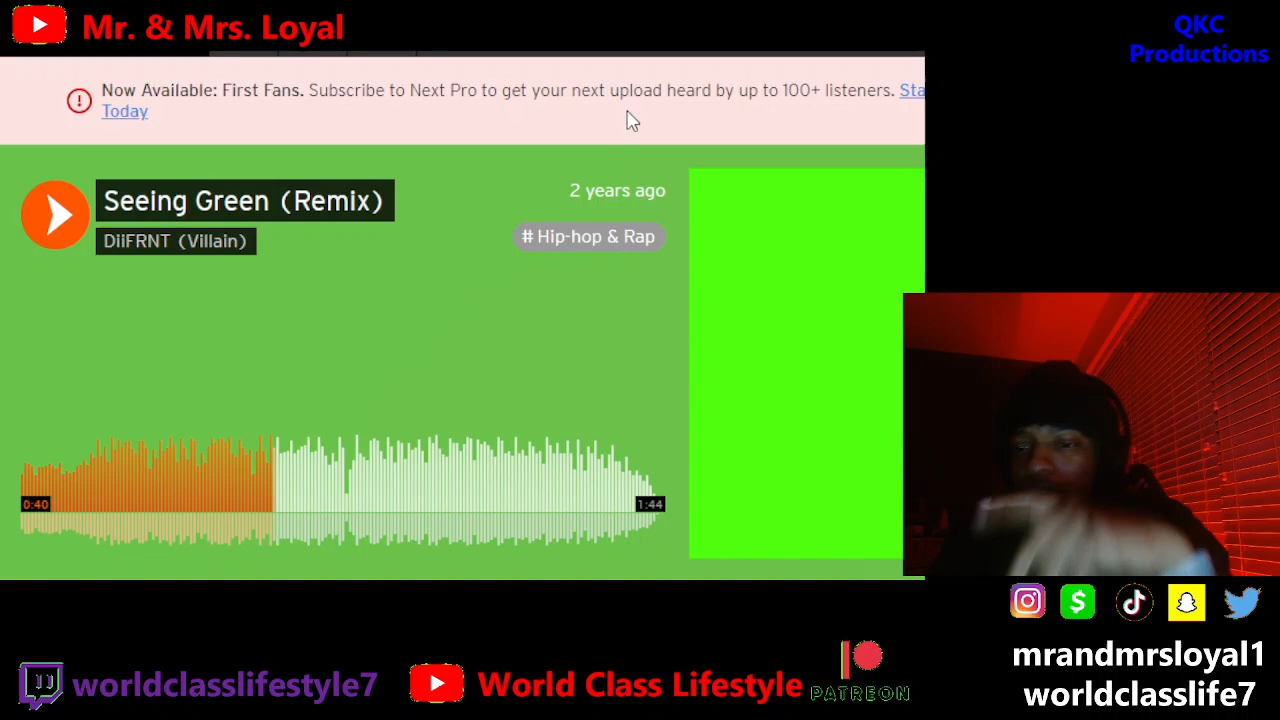 Mr. & Mrs. Loyal
QKC
Productions
Now Available: First Fans. Subscribe to Next Pro to get your next upload heard by up to 100+ listeners. Sta
Today
Seeing Green (Remix)
2 years ago
DiiFRNT (Villain)
# Hip-hop & Rap
0:40
1:44
mrandmrsloyal1
worldclasslifestyle7
World Class Lifestyle
PATREON
worldclasslife7